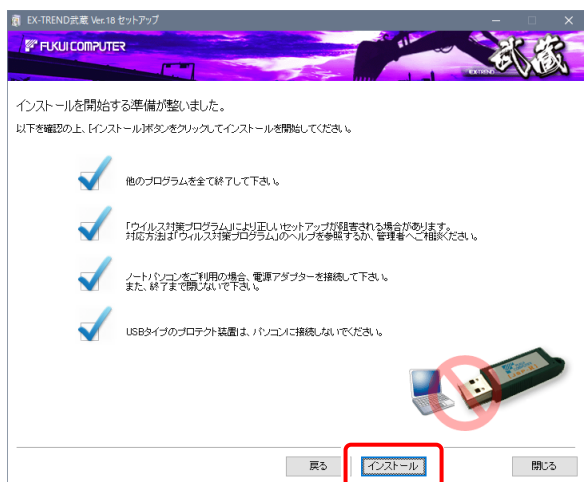 EX-TREND武蔵 Ver.18 セットアップ
FUKUI COMPUTER
EX-TREND 武蔵
インストールを開始する準備が整いました。
以下を確認の上、[インストール]ボタンをクリックしてインストールを開始してください。
他のプログラムを全て終了して下さい。
「ウイルス対策プログラム」により正しいセットアップが阻害される場合があります。
対応方法は「ウィルス対策プログラム」のヘルプを参照するか、管理者へご相談ください。
ノートパソコンをご利用の場合、電源アダプターを接続して下さい。
また、終了まで閉じないで下さい。
USBタイプのプロテクト装置は、パソコンに接続しないでください。
戻る
インストール
閉じる